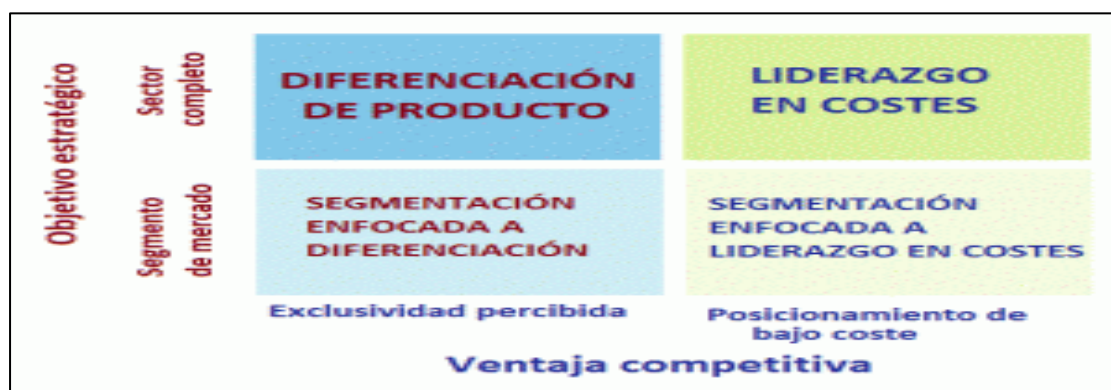 Objetivo estratégico
Sector
completo
DIFERENCIACIÓN
DE PRODUCTO
LIDERAZGO
EN COSTES
Segmento
de mercado
SEGMENTACIÓN
ENFOCADA A
DIFERENCIACIÓN
SEGMENTACIÓN
ENFOCADA A
LIDERAZGO EN COSTES
Exclusividad percibida
Posicionamiento de
bajo coste
Ventaja competitiva